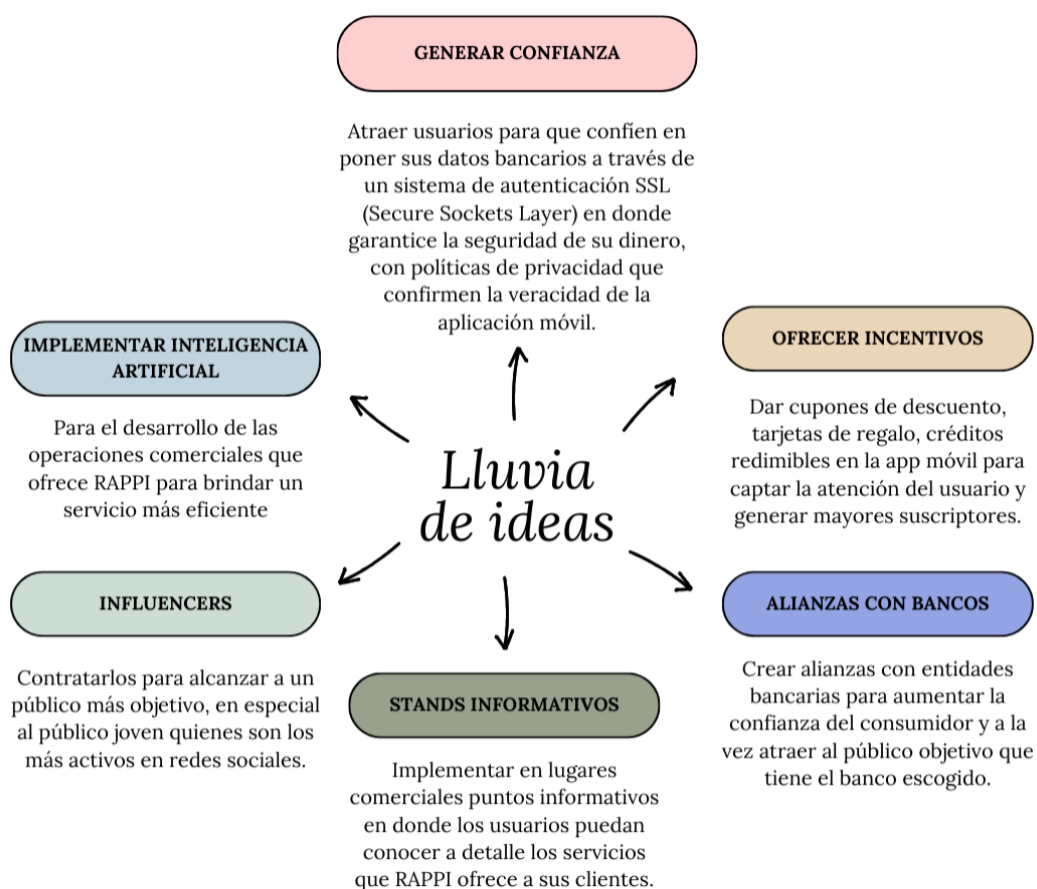 GENERAR CONFIANZA
Atraer usuarios para que confíen en
poner sus datos bancarios a través de
un sistema de autenticación SSL
(Secure Sockets Layer) en donde
garantice la seguridad de su dinero,
con políticas de privacidad que
confirmen la veracidad de la
aplicación móvil.
IMPLEMENTAR INTELIGENCIA
ARTIFICIAL
Para el desarrollo de las
operaciones comerciales que
ofrece RAPPI para brindar un
servicio más eficiente
OFRECER INCENTIVOS
Dar cupones de descuento,
tarjetas de regalo, créditos
redimibles en la app móvil para
captar la atención del usuario y
generar mayores suscriptores.
Lluvia
de ideas
INFLUENCERS
Contratarlos para alcanzar a un
público más objetivo, en especial
al público joven quienes son los
más activos en redes sociales.
STANDS INFORMATIVOS
Implementar en lugares
comerciales puntos informativos
en donde los usuarios puedan
conocer a detalle los servicios
que RAPPI ofrece a sus clientes.
ALIANZAS CON BANCOS
Crear alianzas con entidades
bancarias para aumentar la
confianza del consumidor y a la
vez atraer al público objetivo que
tiene el banco escogido.